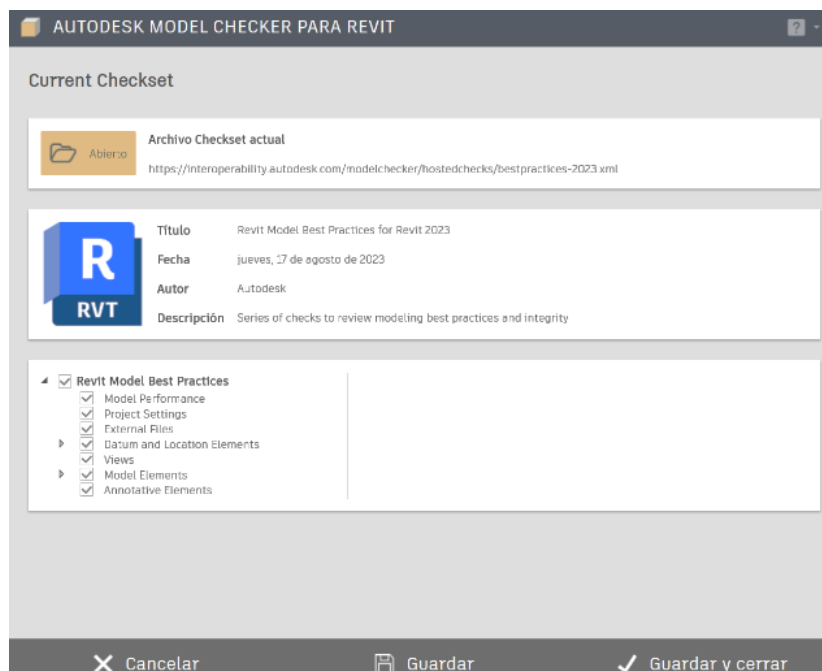 AUTODESK MODEL CHECKER PARA REVIT
?
Current Checkset
Abierto
Archivo Checkset actual
https://interoperability.autodesk.com/modelchecker/hostedchecks/bestpractices-2023.xml
R
RVT
Título Revit Model Best Practices for Revit 2023
Fecha jueves, 17 de agosto de 2023
Autor Autodesk
Descripción Series of checks to review modeling best practices and integrity
Revit Model Best Practices
Model Performance
Project Settings
External Files
Datum and Location Elements
Views
Model Elements
Annotative Elements
Cancelar Guardar Guardar y cerrar